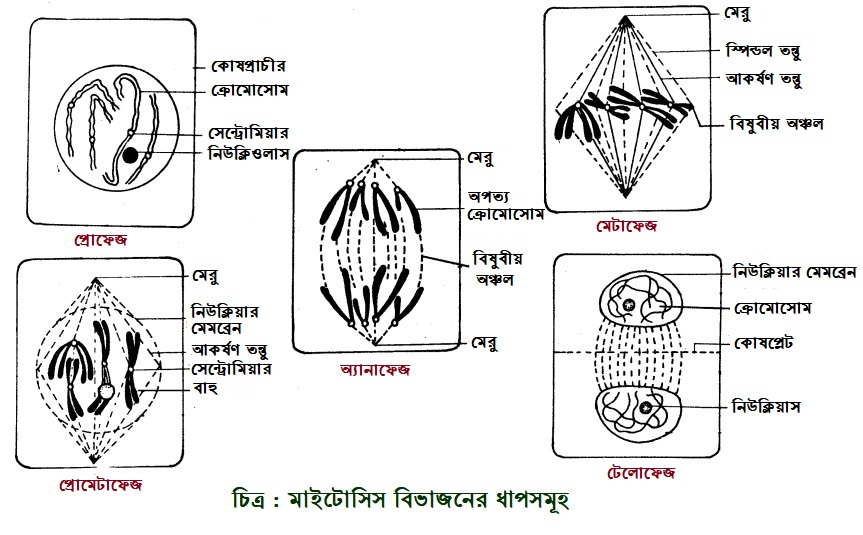 কোষপ্রাচীর
ক্রোমোসোম
সেন্ট্রোমিয়ার
নিউক্লিওলাস
প্রোফেজ
মেরু
নিউক্লিয়ার
মেমব্রেন
আকর্ষণ তন্তু
সেন্ট্রোমিয়ার
বাহু
প্রোমেটাফেজ
মেরু
অপত্য
ক্রোমোসোম
বিষুবীয়
অঞ্চল
মেরু
অ্যানাফেজ
মেরু
স্পিন্ডল তন্তু
আকর্ষণ তন্তু
বিষুবীয় অঞ্চল
মেটাফেজ
নিউক্লিয়ার মেমব্রেন
ক্রোমোসোম
কোষপ্লেট
নিউক্লিয়াস
টেলোফেজ
চিত্র : মাইটোসিস বিভাজনের ধাপসমূহ